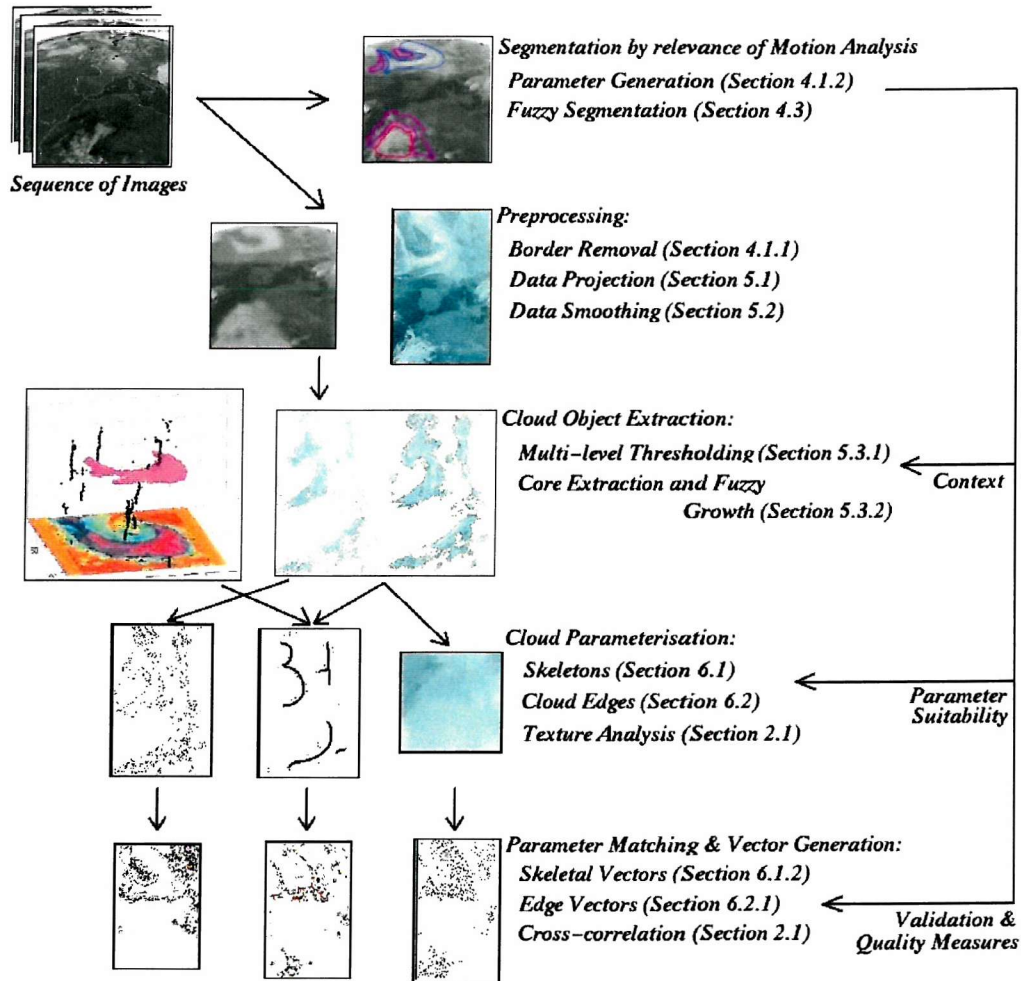 Segmentation by relevance of Motion Analysis
Parameter Generation (Section 4.1.2)
Fuzzy Segmentation (Section 4.3)
Sequence of Images
Preprocessing:
Border Removal (Section 4.1.1)
Data Projection (Section 5.1)
Data Smoothing (Section 5.2)
Cloud Object Extraction:
Multi-level Thresholding (Section 5.3.1)
Core Extraction and Fuzzy
Growth (Section 5.3.2)
Context
Cloud Parameterisation:
Skeletons (Section 6.1)
Cloud Edges (Section 6.2)
Texture Analysis (Section 2.1)
Parameter
Suitability
Parameter Matching & Vector Generation:
Skeletal Vectors (Section 6.1.2)
Edge Vectors (Section 6.2.1)
Cross-correlation (Section 2.1)
Validation &
Quality Measures